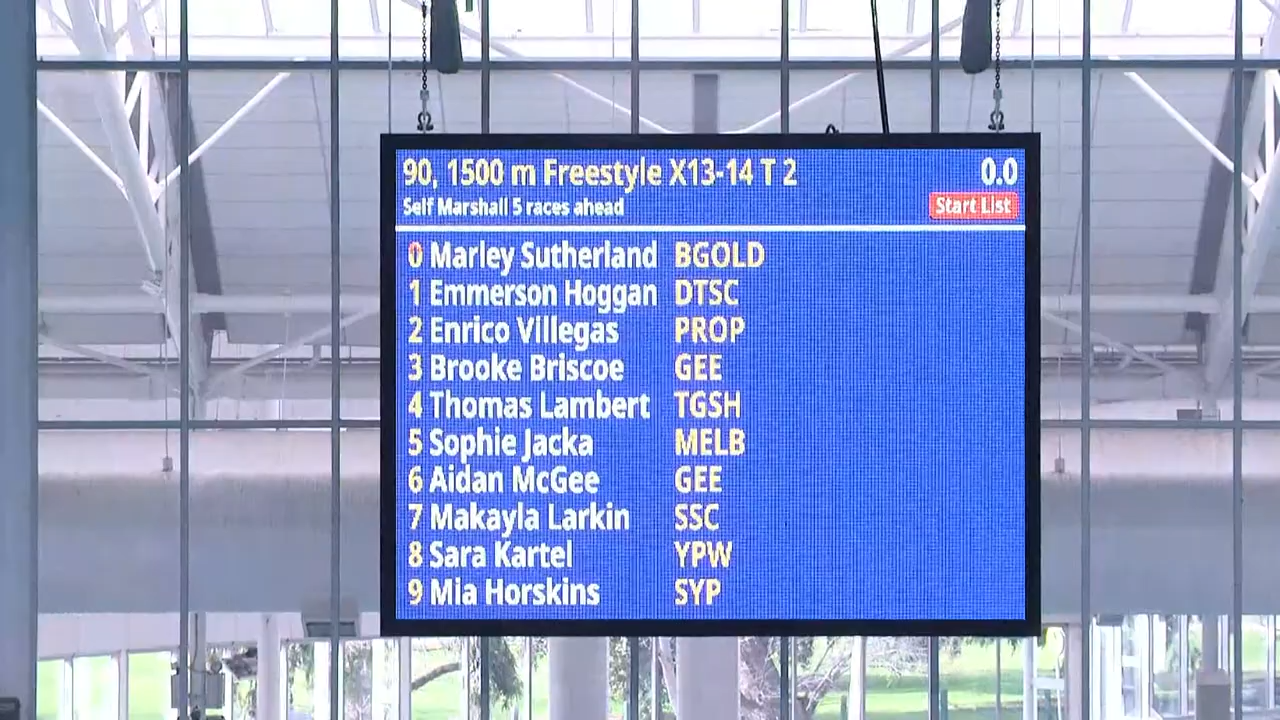 90, 1500 m Freestyle X13-14 T 2 0.0
Self Marshall 5 races ahead Start List
0 Marley Sutherland BGOLD
1 Emmerson Hoggan DTSC
2 Enrico Villegas PROP
3 Brooke Briscoe GEE
4 Thomas Lambert TGSH
5 Sophie Jacka MELB
6 Aidan McGee GEE
7 Makayla Larkin SSC
8 Sara Kartel YPW
9 Mia Horskins SYP